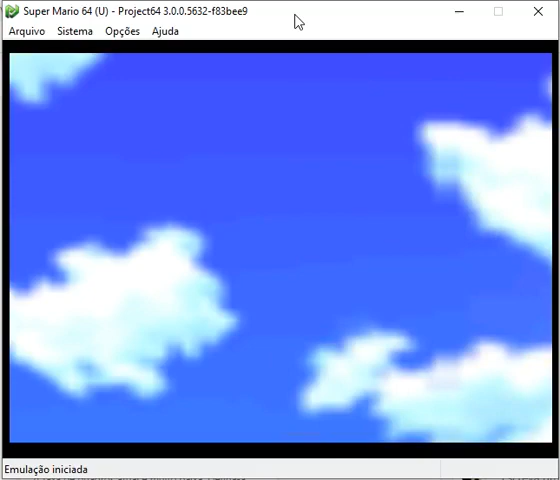 Super Mario 64 (U) - Project64 3.0.0.5632-f83bee9
Arquivo Sistema Opções Ajuda
Emulação iniciada